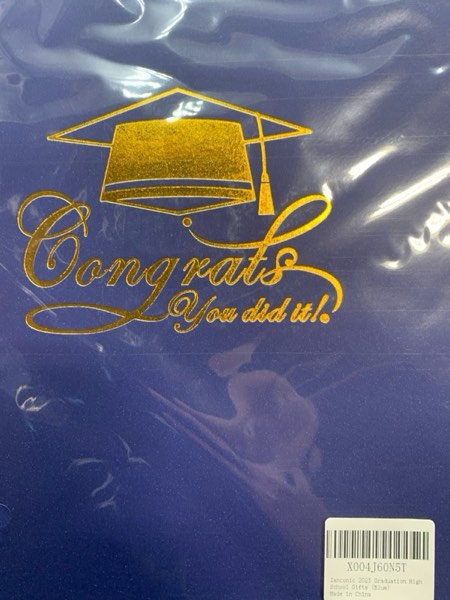 Congrats
You did it!
X004J60N5T
2025 Graduation High
School Gifts (Blue)
Made in China